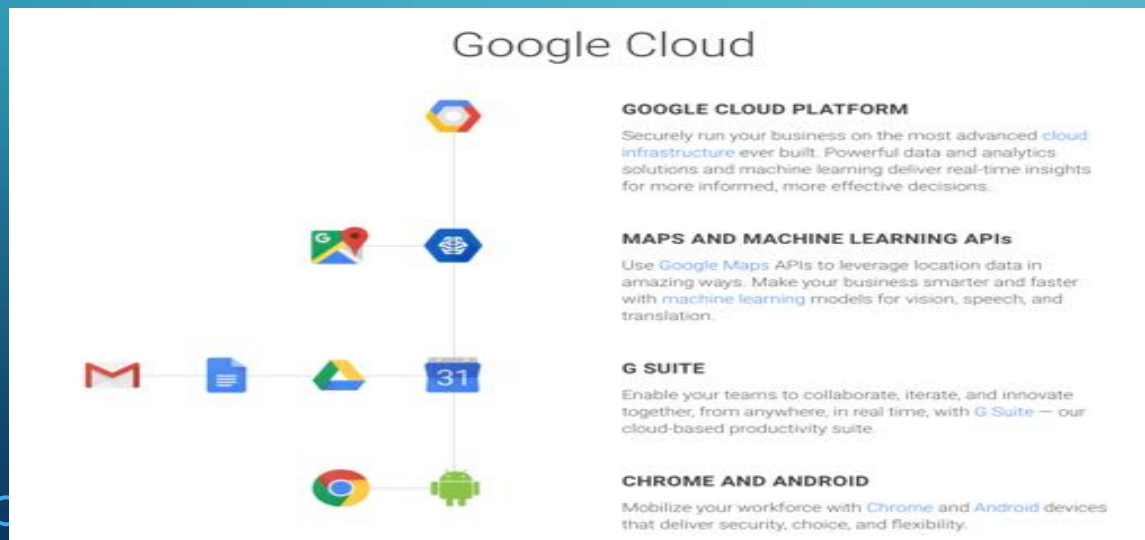 Google Cloud
GOOGLE CLOUD PLATFORM
Securely run your business on the most advanced cloud
infrastructure ever built. Powerful data and analytics
solutions and machine learning deliver real-time insights
for more informed, more effective decisions.
G
MAPS AND MACHINE LEARNING APIs
Use Google Maps APIs to leverage location data in
amazing ways. Make your business smarter and faster
with machine learning models for vision, speech, and
translation.
31
G SUITE
Enable your teams to collaborate, iterate, and innovate
together, from anywhere, in real time, with G Suite — our
cloud-based productivity suite.
CHROME AND ANDROID
Mobilize your workforce with Chrome and Android devices
that deliver security, choice, and flexibility.